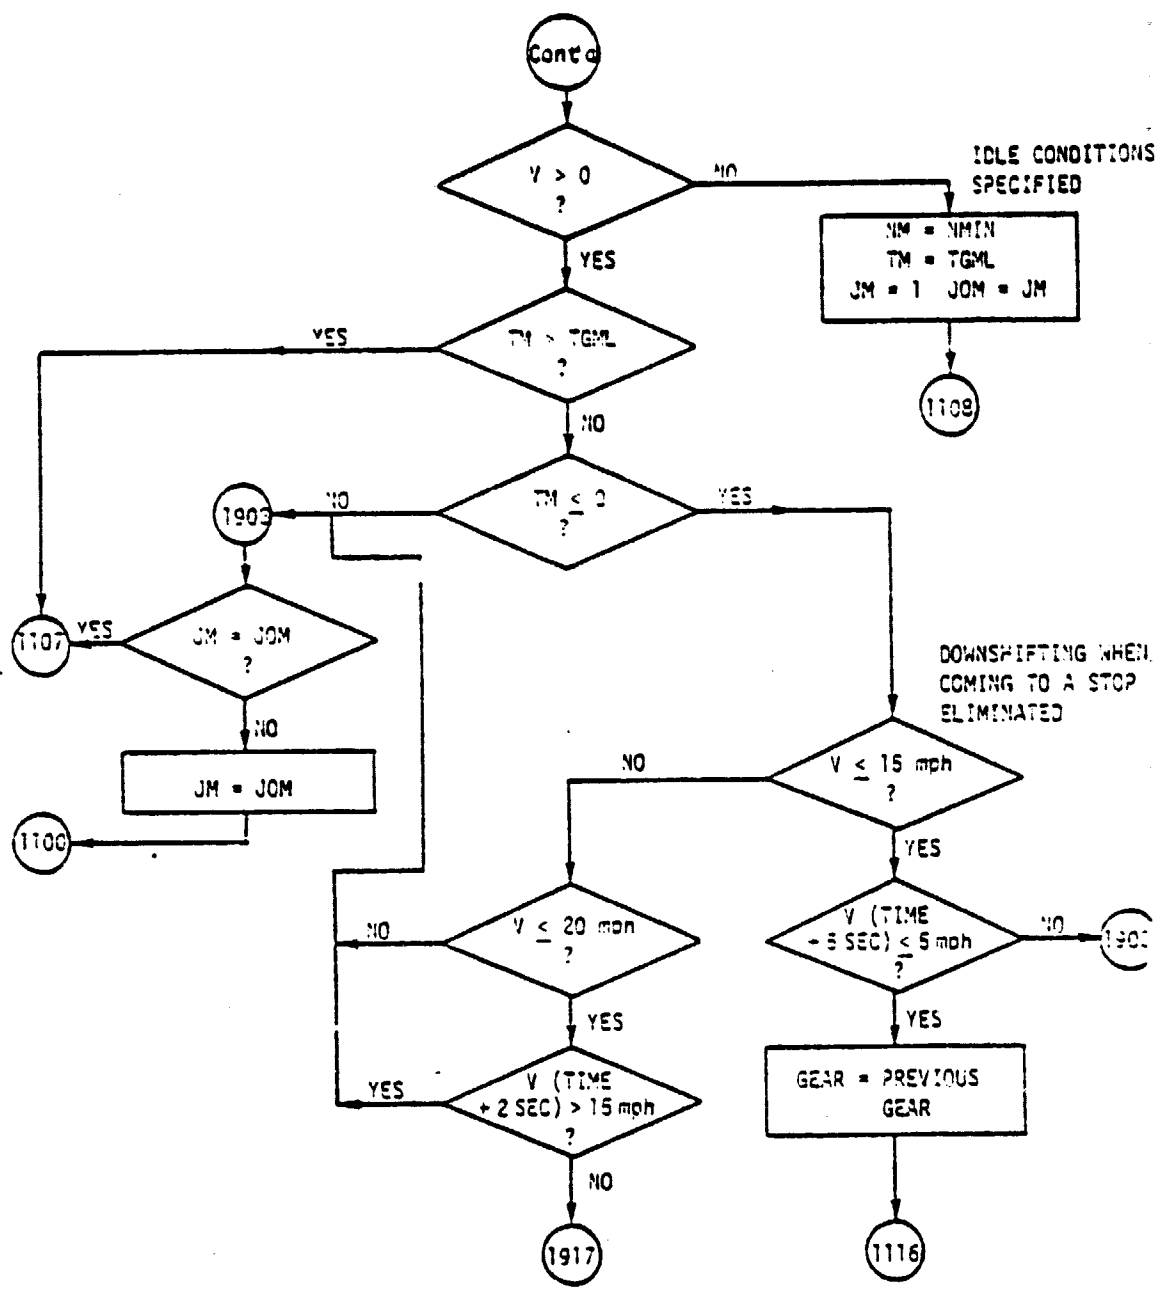 Cont'd
V > 0
?
NO
IDLE CONDITIONS
SPECIFIED
NM = NMIN
TM = TGML
JM = 1 JOM = JM
YES
1108
TM > TGML
?
YES
NO
TM ≤ 0
?
NO
YES
1903
JM = JOM
?
YES
1107
NO
JM = JOM
1100
DOWNSHIFTING WHEN
COMING TO A STOP
ELIMINATED
V ≤ 15 mph
?
NO
YES
V ≤ 20 mph
?
NO
YES
V (TIME
+ 5 SEC) ≤ 5 mph
?
NO
YES
GEAR = PREVIOUS
GEAR
V (TIME
+ 2 SEC) > 15 mph
?
YES
NO
1917
1116